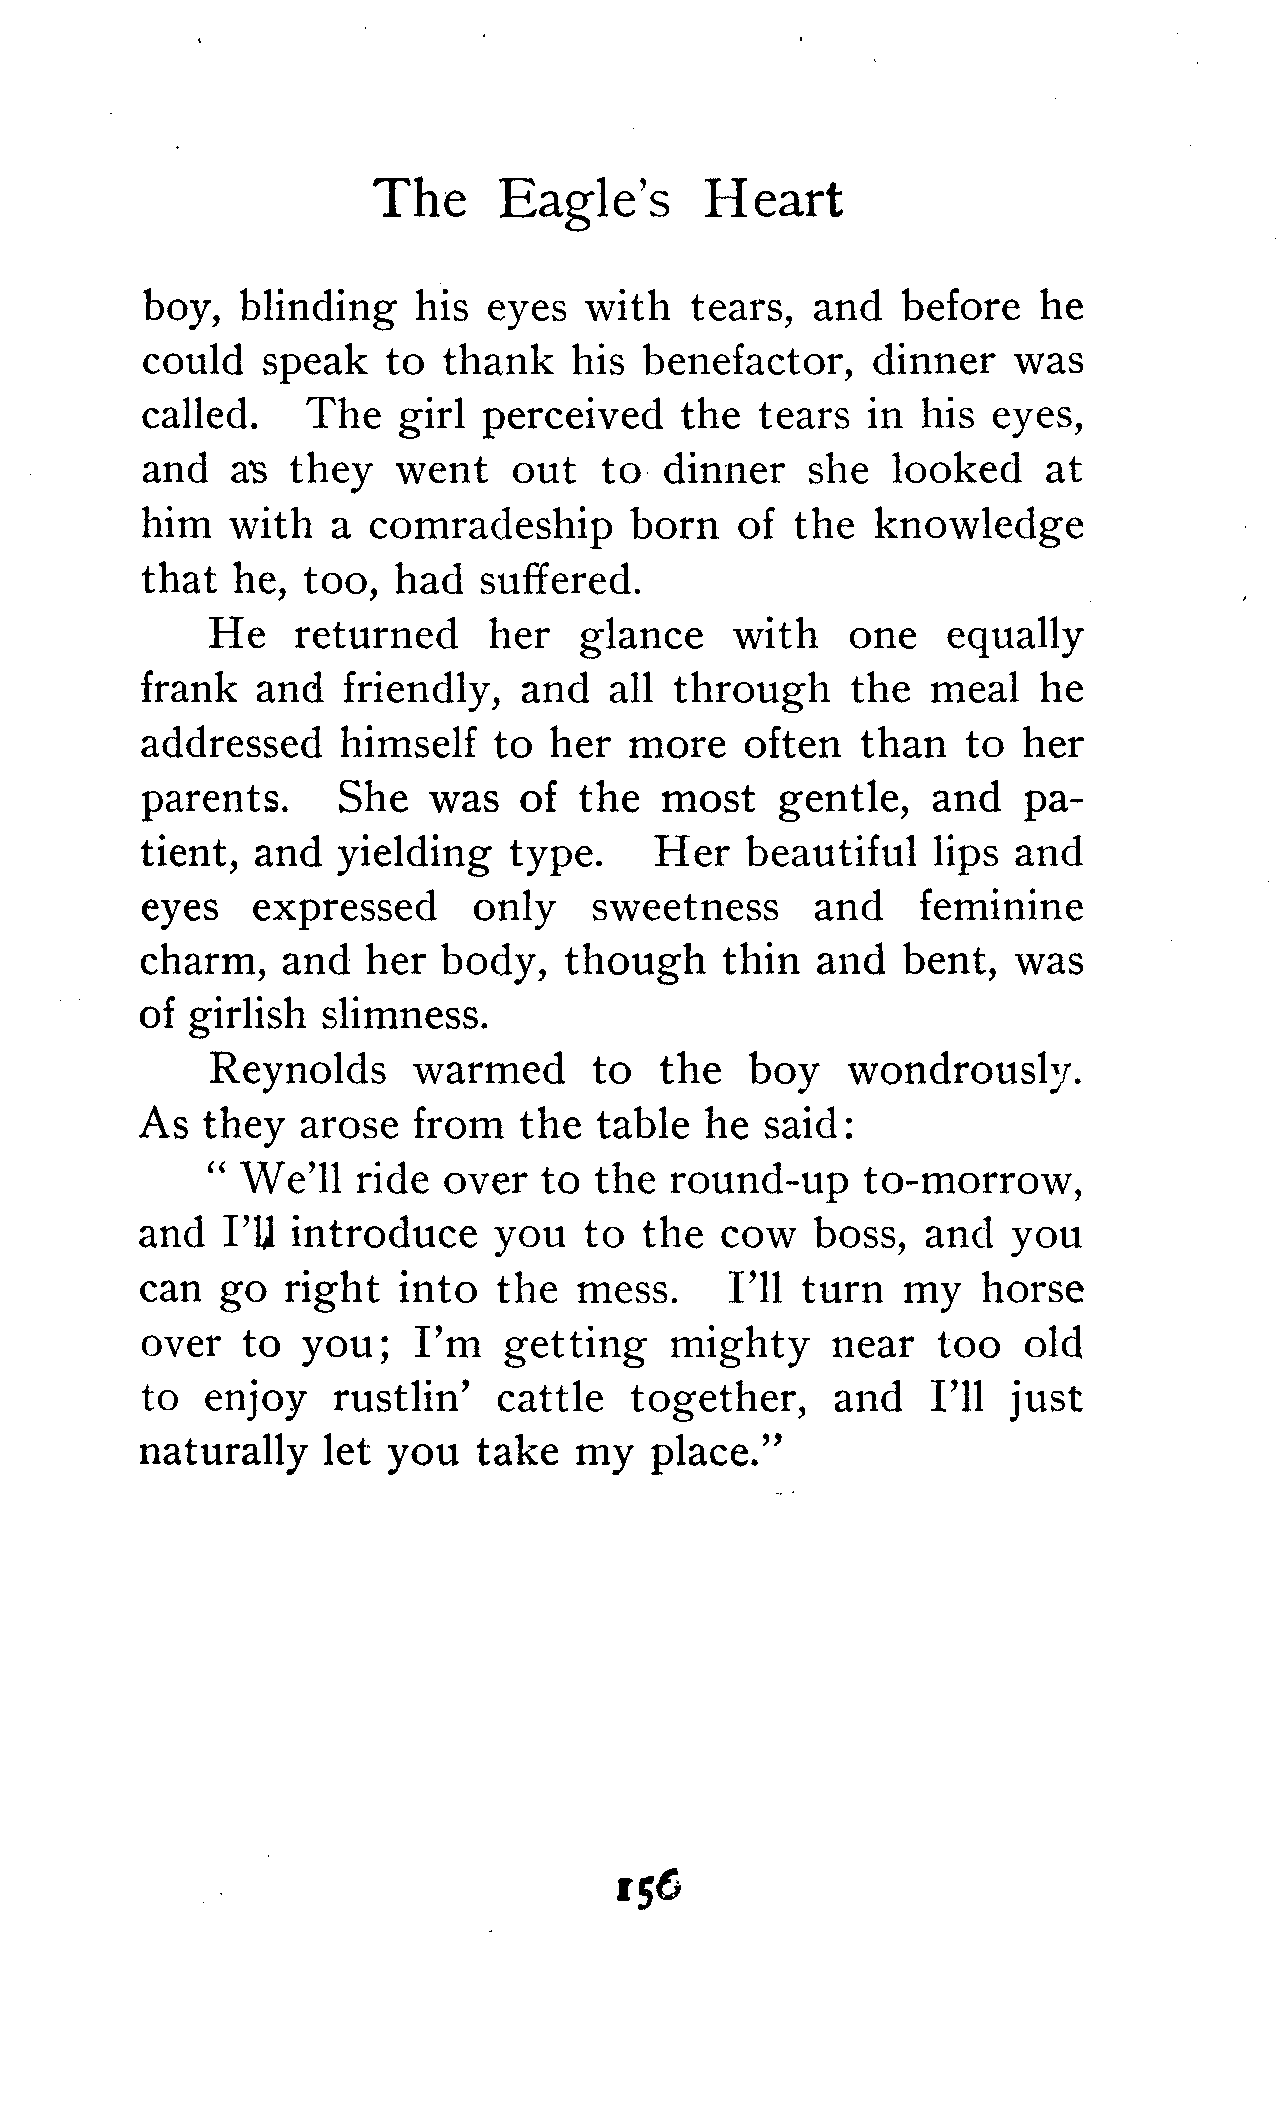 The Eagle's Heart
boy, blinding his eyes with tears, and before he
could speak to thank his benefactor, dinner was
called. The girl perceived the tears in his eyes,
and as they went out to dinner she looked at
him with a comradeship born of the knowledge
that he, too, had suffered.
He returned her glance with one equally
frank and friendly, and all through the meal he
addressed himself to her more often than to her
parents. She was of the most gentle, and pa-
tient, and yielding type. Her beautiful lips and
eyes expressed only sweetness and feminine
charm, and her body, though thin and bent, was
of girlish slimness.
Reynolds warmed to the boy wondrously.
As they arose from the table he said:
" We'll ride over to the round-up to-morrow,
and I'll introduce you to the cow boss, and you
can go right into the mess. I'll turn my horse
over to you; I'm getting mighty near too old
to enjoy rustlin' cattle together, and I'll just
naturally let you take my place."
156